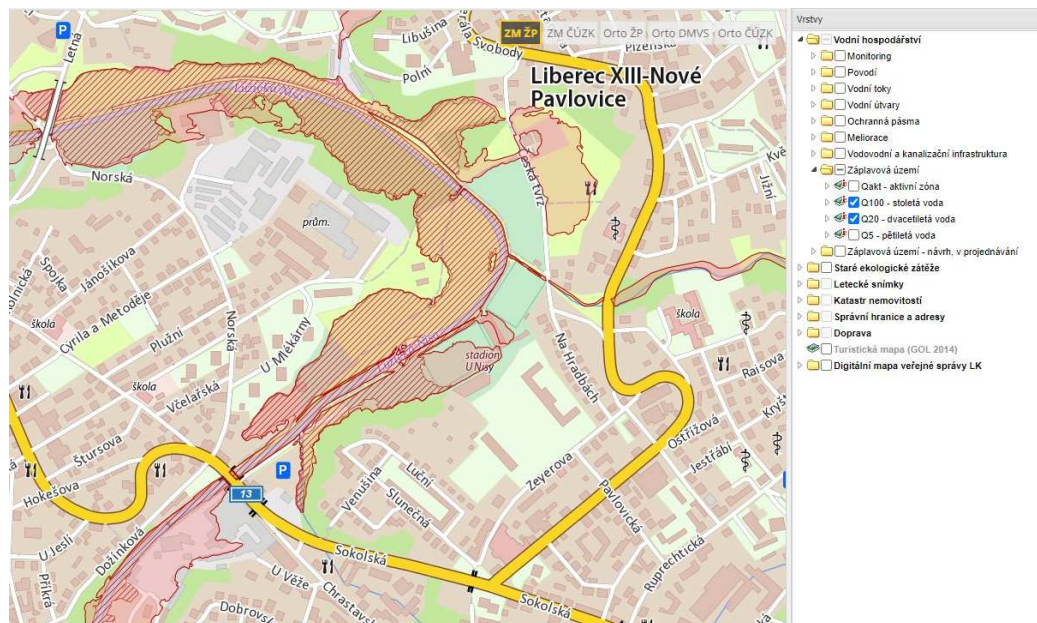 P
Letná
Libušina
Polní
ZM ŽP
ZM ČÚZK
Orto ŽP
Orto DMVS
Orto ČÚZK
Svobody
Plzeňská
Liberec XIII-Nové
Pavlovice
Lužická Nisa
Norská
Česká tvrz
Jižní
prům.
Spojka
Jánošíkova
Cyrila a Metoděje
škola
Plužní
Norská
U Mlékárny
škola
Včelařská
stadion
U Nisy
Na Hradbách
škola
Raisova
Štursova
Hokešova
P
13
Ostřížová
Jestřábí
Zeyerova
Pavlovická
Luční
Venušina
Slunečná
U Jeslí
Dožínková
Příkrá
Sokolská
U Věže
Chrastavská
Ruprechtická
Sokolská
Vrstvy
Vodní hospodářství
Monitoring
Povodí
Vodní toky
Vodní útvary
Ochranná pásma
Meliorace
Vodovodní a kanalizační infrastruktura
Záplavová území
Qakt - aktivní zóna
Q100 - stoletá voda
Q20 - dvacetiletá voda
Q5 - pětiletá voda
Záplavová území - návrh, v projednávání
Staré ekologické zátěže
Letecké snímky
Katastr nemovitostí
Správní hranice a adresy
Doprava
Turistická mapa (GOL 2014)
Digitální mapa veřejné správy LK